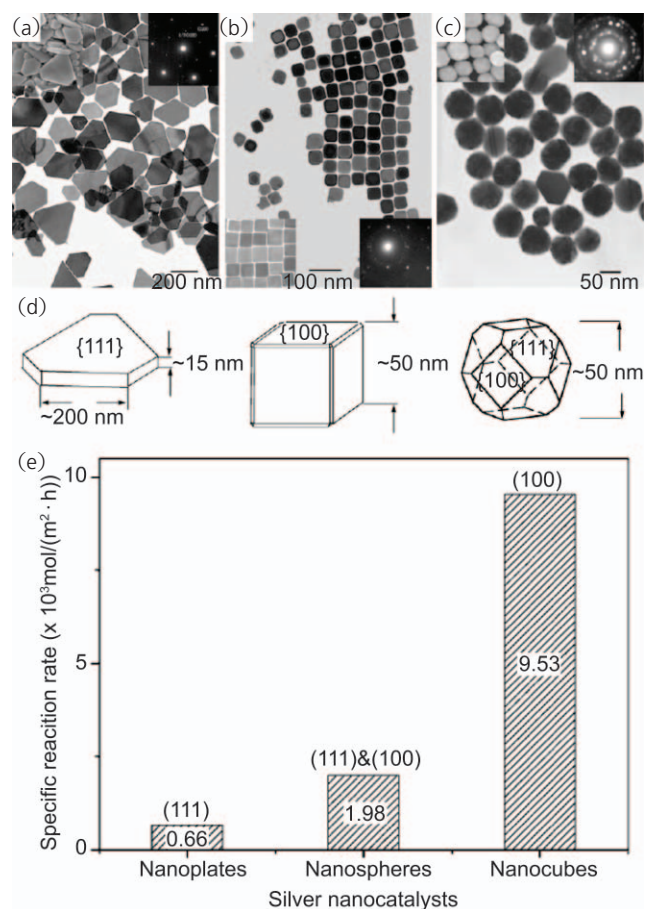 (a)
(b)
(c)
200 nm
100 nm
50 nm
(d)
{111}
~15 nm
~200 nm
{100}
~50 nm
{111}
{100}
~50 nm
(e)
Specific reacition rate (x 10³mol/(m² · h))
10
5
0
(111)
0.66
(111)&(100)
1.98
(100)
9.53
Nanoplates
Nanospheres
Nanocubes
Silver nanocatalysts